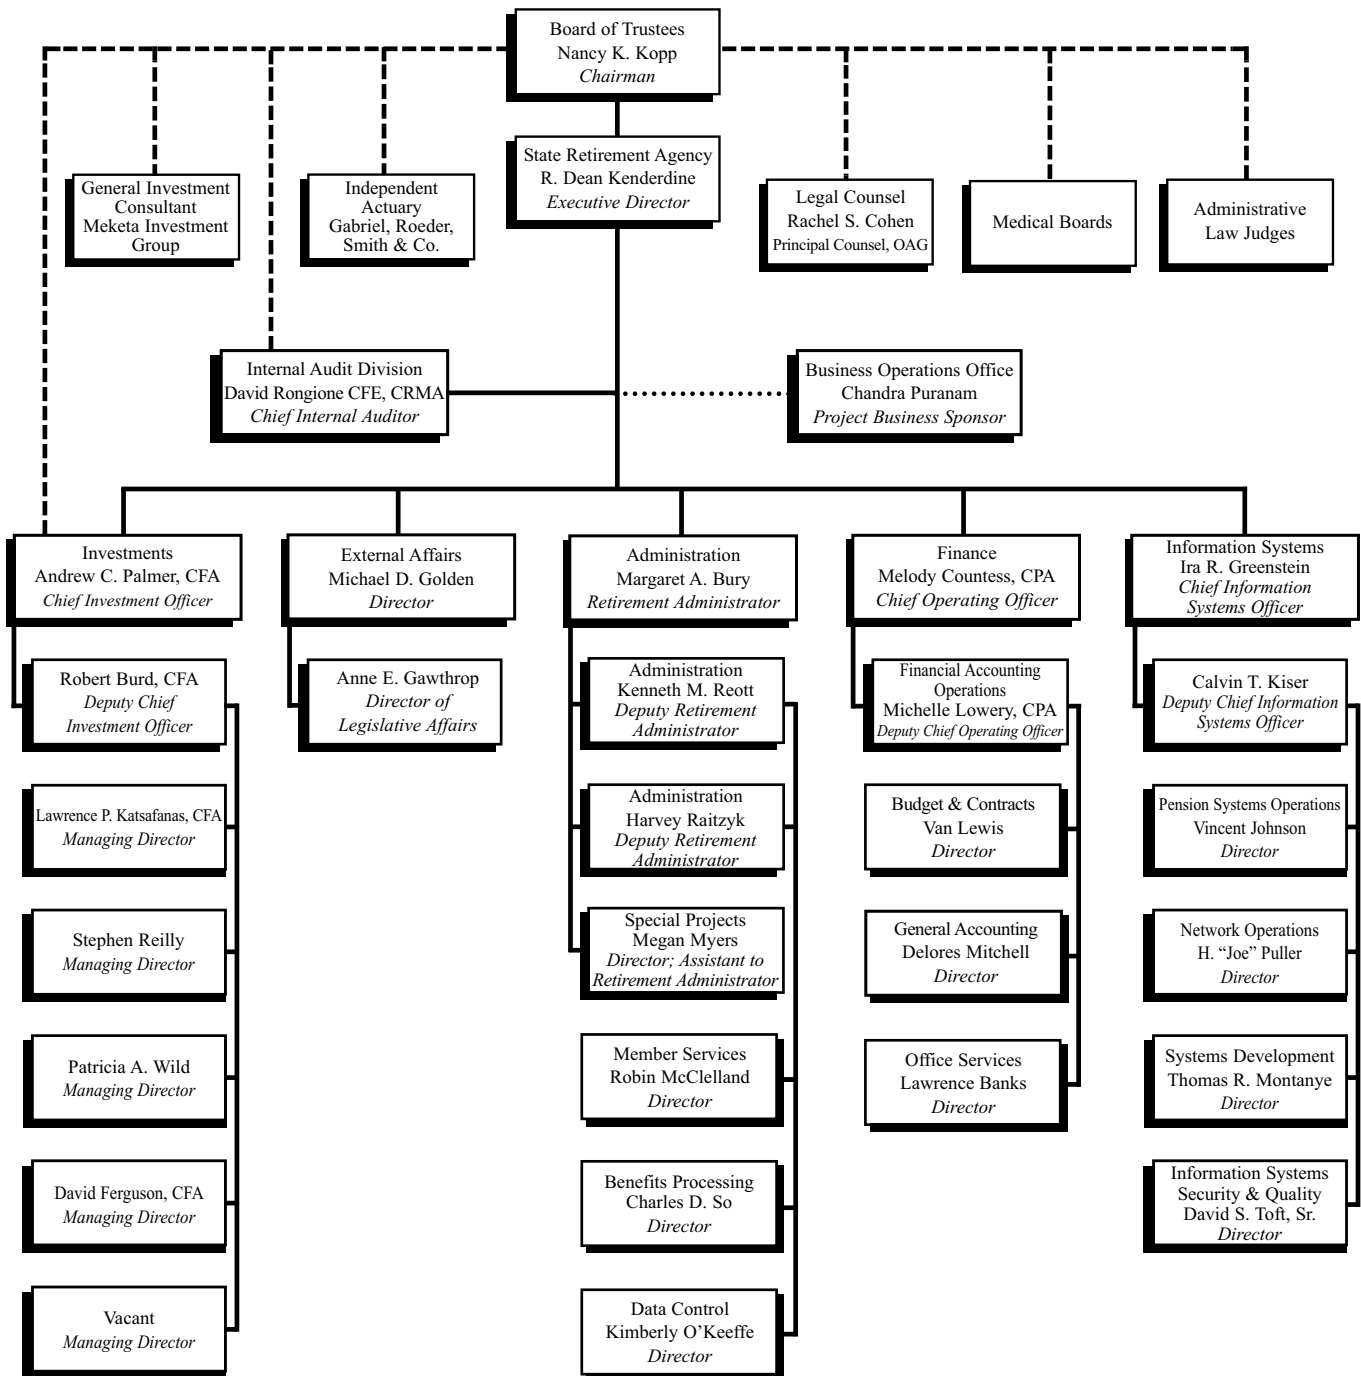 Board of Trustees
Nancy K. Kopp
Chairman
State Retirement Agency
R. Dean Kenderdine
Executive Director
General Investment
Consultant
Meketa Investment
Group
Independent
Actuary
Gabriel, Roeder,
Smith & Co.
Legal Counsel
Rachel S. Cohen
Principal Counsel, OAG
Medical Boards
Administrative
Law Judges
Internal Audit Division
David Rongione CFE, CRMA
Chief Internal Auditor
Business Operations Office
Chandra Puranam
Project Business Sponsor
Investments
Andrew C. Palmer, CFA
Chief Investment Officer
External Affairs
Michael D. Golden
Director
Administration
Margaret A. Bury
Retirement Administrator
Finance
Melody Countess, CPA
Chief Operating Officer
Information Systems
Ira R. Greenstein
Chief Information
Systems Officer
Robert Burd, CFA
Deputy Chief
Investment Officer
Lawrence P. Katsafanas, CFA
Managing Director
Stephen Reilly
Managing Director
Patricia A. Wild
Managing Director
David Ferguson, CFA
Managing Director
Vacant
Managing Director
Anne E. Gawthrop
Director of
Legislative Affairs
Administration
Kenneth M. Reott
Deputy Retirement
Administrator
Administration
Harvey Raitzyk
Deputy Retirement
Administrator
Special Projects
Megan Myers
Director; Assistant to
Retirement Administrator
Member Services
Robin McClelland
Director
Benefits Processing
Charles D. So
Director
Data Control
Kimberly O’Keeffe
Director
Financial Accounting
Operations
Michelle Lowery, CPA
Deputy Chief Operating Officer
Budget & Contracts
Van Lewis
Director
General Accounting
Delores Mitchell
Director
Office Services
Lawrence Banks
Director
Calvin T. Kiser
Deputy Chief Information
Systems Officer
Pension Systems Operations
Vincent Johnson
Director
Network Operations
H. “Joe” Puller
Director
Systems Development
Thomas R. Montanye
Director
Information Systems
Security & Quality
David S. Toft, Sr.
Director